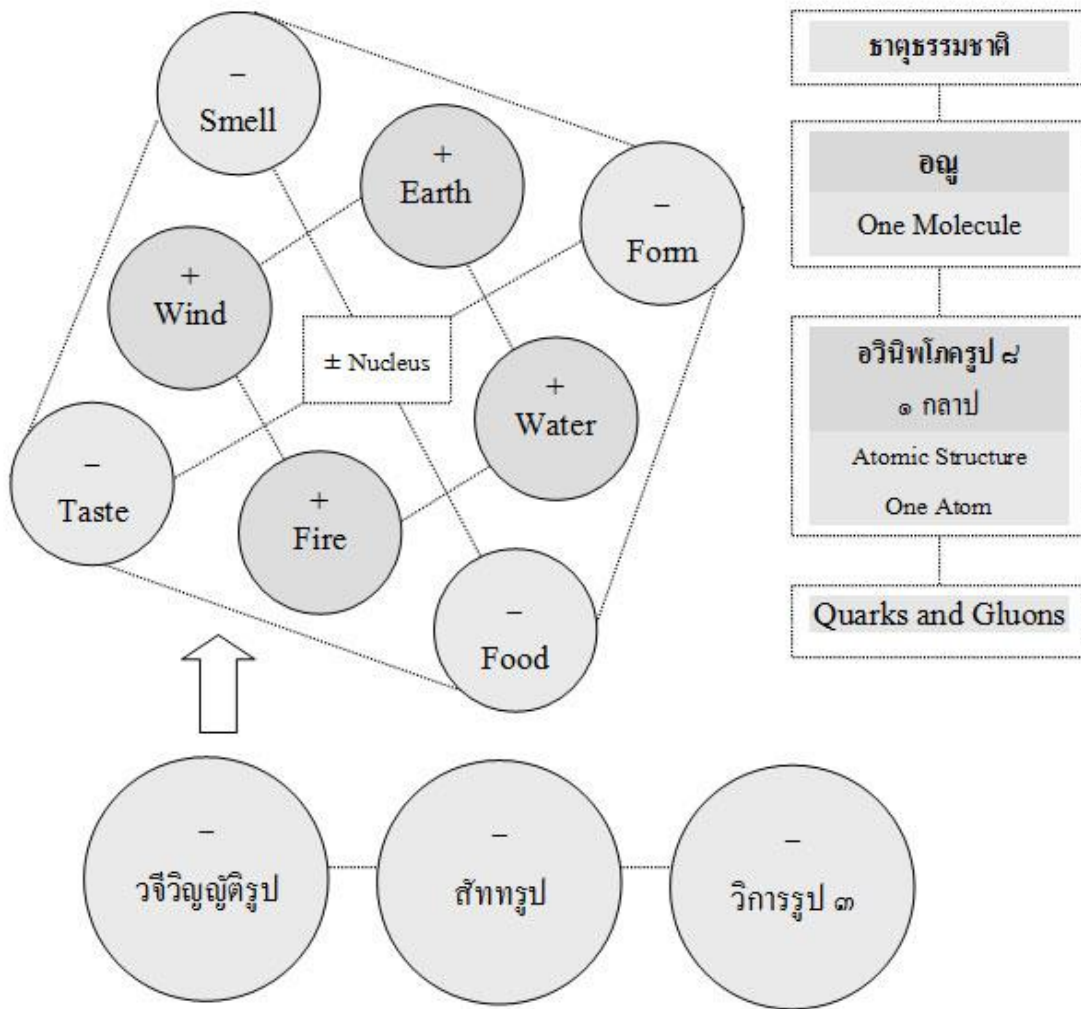 −
Smell
+
Earth
−
Form
+
Wind
± Nucleus
+
Water
−
Taste
+
Fire
−
Food
ธาตุธรรมชาติ
อณู
One Molecule
อวินิพโภครูป ๘
๑ กลาป
Atomic Structure
One Atom
Quarks and Gluons
−
วจีวิญญัติรูป
−
สัททรูป
−
วิการรูป ๓